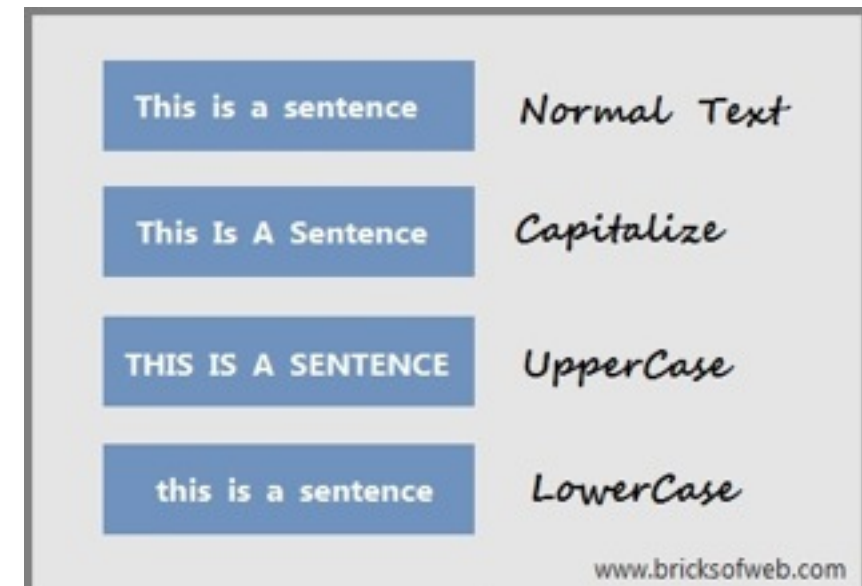 This is a sentence Normal Text
This Is A Sentence Capitalize
THIS IS A SENTENCE UpperCase
this is a sentence LowerCase
www.bricksofweb.com